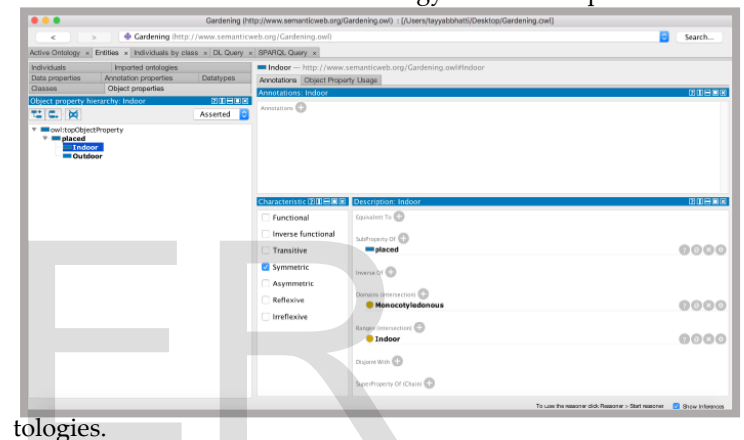 Gardening (http://www.semanticweb.org/Gardening.owl) : [/Users/tayyabbhatti/Desktop/Gardening.owl]
< > Gardening (http://www.semanticweb.org/Gardening.owl) Search...
Active Ontology × Entities × Individuals by class × DL Query × SPARQL Query ×
Individuals Imported ontologies
Data properties Annotation properties Datatypes
Classes Object properties
Object property hierarchy: Indoor
Asserted
owl:topObjectProperty
placed
Indoor
Outdoor
Indoor — http://www.semanticweb.org/Gardening.owl#Indoor
Annotations Object Property Usage
Annotations: Indoor
Annotations
Characteristic
Functional
Inverse functional
Transitive
Symmetric
Asymmetric
Reflexive
Irreflexive
Description: Indoor
Equivalent To
SubProperty Of
placed
Inverse Of
Domains (intersection)
Monocotyledonous
Ranges (intersection)
Indoor
Disjoint With
SuperProperty Of (Chain)
To use the reasoner click Reasoner > Start reasoner Show Inferences
ER
tologies.